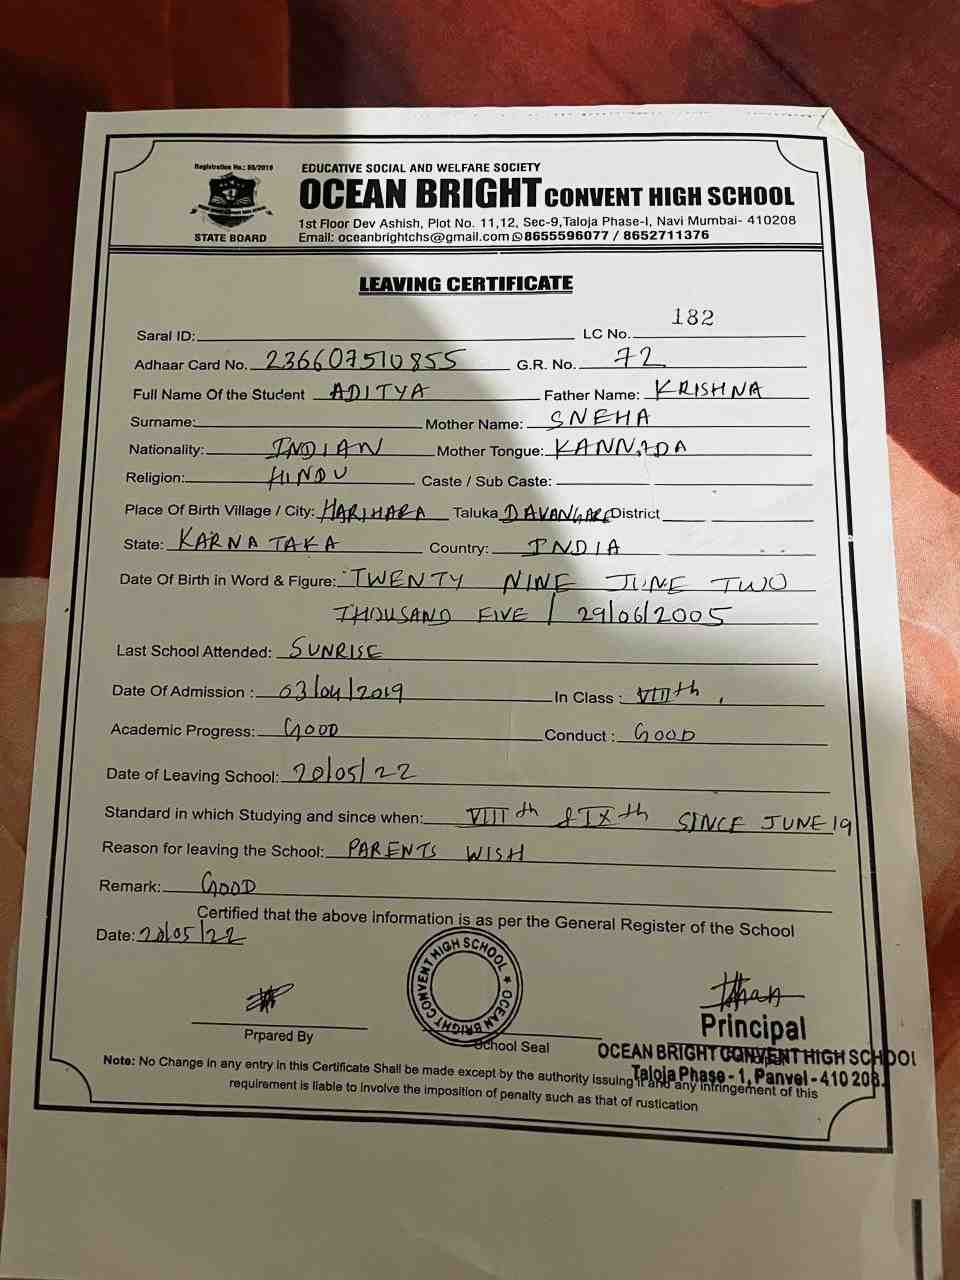 Registration No.: 80/2019
EDUCATIVE SOCIAL AND WELFARE SOCIETY
OCEAN BRIGHT CONVENT HIGH SCHOOL
1st Floor Dev Ashish, Plot No. 11,12, Sec-9,Taloja Phase-I, Navi Mumbai- 410208
STATE BOARD
Email: oceanbrightchs@gmail.com 8655596077 / 8652711376
LEAVING CERTIFICATE
Saral ID: LC No. 182
Adhaar Card No. 236607510855 G.R. No. 72
Full Name Of the Student ADITYA Father Name: KRISHNA
Surname: Mother Name: SNEHA
Nationality: INDIAN Mother Tongue: KANNADA
Religion: HINDU Caste / Sub Caste:
Place Of Birth Village / City: HARIHARA Taluka DAVANGARE District
State: KARNATAKA Country: INDIA
Date Of Birth in Word & Figure: TWENTY NINE JUNE TWO
THOUSAND FIVE / 29/06/2005
Last School Attended: SUNRISE
Date Of Admission : 03/04/2019 In Class : VIIIth
Academic Progress: GOOD Conduct : GOOD
Date of Leaving School: 20/05/22
Standard in which Studying and since when: VIIIth & IXth SINCE JUNE 19
Reason for leaving the School: PARENTS WISH
Remark: GOOD
Certified that the above information is as per the General Register of the School
Date: 20/05/22
OCEAN BRIGHT CONVENT HIGH SCHOOL
Prpared By
School Seal
Principal
OCEAN BRIGHT CONVENT HIGH SCHOOL
Taloja Phase - 1, Panvel - 410 208.
Note: No Change in any entry in this Certificate Shall be made except by the authority issuing it and any infringement of this
requirement is liable to involve the imposition of penalty such as that of rustication